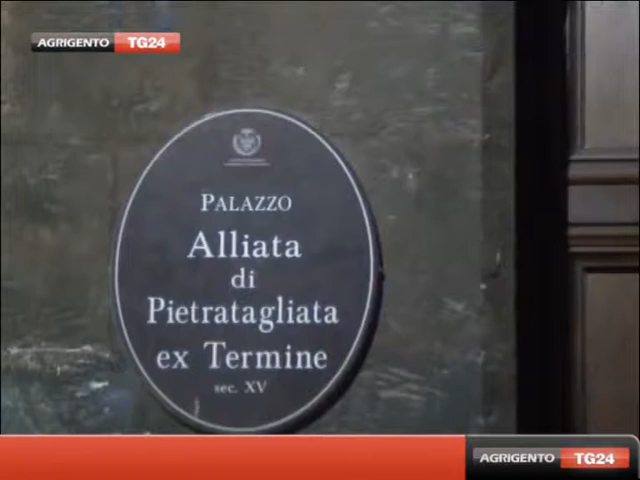 AGRIGENTO TG24
PALAZZO
Alliata
di
Pietratagliata
ex Termine
sec. XV
AGRIGENTO TG24